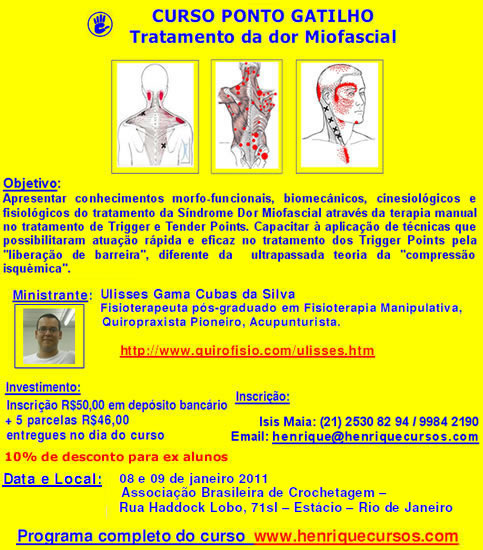 CURSO PONTO GATILHO
Tratamento da dor Miofascial
Objetivo:
Apresentar conhecimentos morfo-funcionais, biomecânicos, cinesiológicos e
fisiológicos do tratamento da Síndrome Dor Miofascial através da terapia manual
no tratamento de Trigger e Tender Points. Capacitar à aplicação de técnicas que
possibilitaram atuação rápida e eficaz no tratamento dos Trigger Points pela
"liberação de barreira", diferente da ultrapassada teoria da "compressão
isquêmica".
Ministrante: Ulisses Gama Cubas da Silva
Fisioterapeuta pós-graduado em Fisioterapia Manipulativa,
Quiropraxista Pioneiro, Acupunturista.
http://www.quirofisio.com/ulisses.htm
Investimento:
Inscrição R$50,00 em depósito bancário
+ 5 parcelas R$46,00
entregues no dia do curso
Inscrição:
Isis Maia: (21) 2530 82 94 / 9984 2190
Email: henrique@henriquecursos.com
10% de desconto para ex alunos
Data e Local: 08 e 09 de janeiro 2011
Associação Brasileira de Crochetagem –
Rua Haddock Lobo, 71sl – Estácio – Rio de Janeiro
Programa completo do curso www.henriquecursos.com